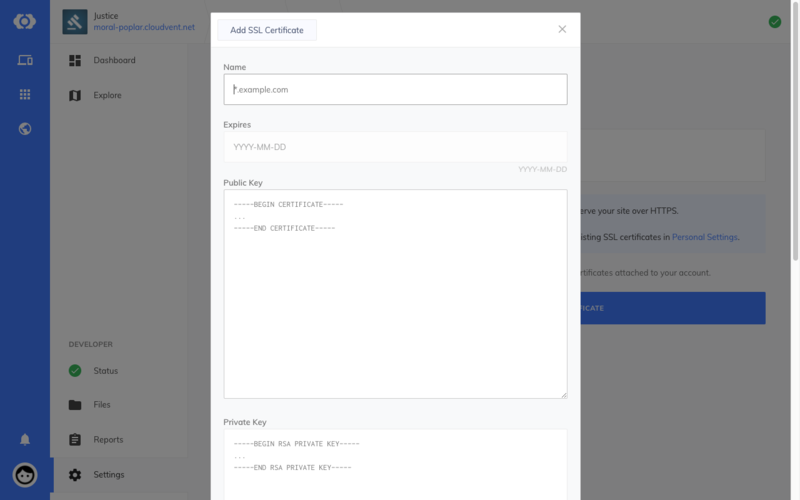 Justice
moral-poplar.cloudvent.net
Dashboard
Explore
DEVELOPER
Status
Files
Reports
Settings
Add SSL Certificate
Name
*.example.com
Expires
YYYY-MM-DD
YYYY-MM-DD
Public Key
-----BEGIN CERTIFICATE-----
...
-----END CERTIFICATE-----
Private Key
-----BEGIN RSA PRIVATE KEY-----
...
-----END RSA PRIVATE KEY-----
erve your site over HTTPS.
isting SSL certificates in Personal Settings.
rtificates attached to your account.
ICATE